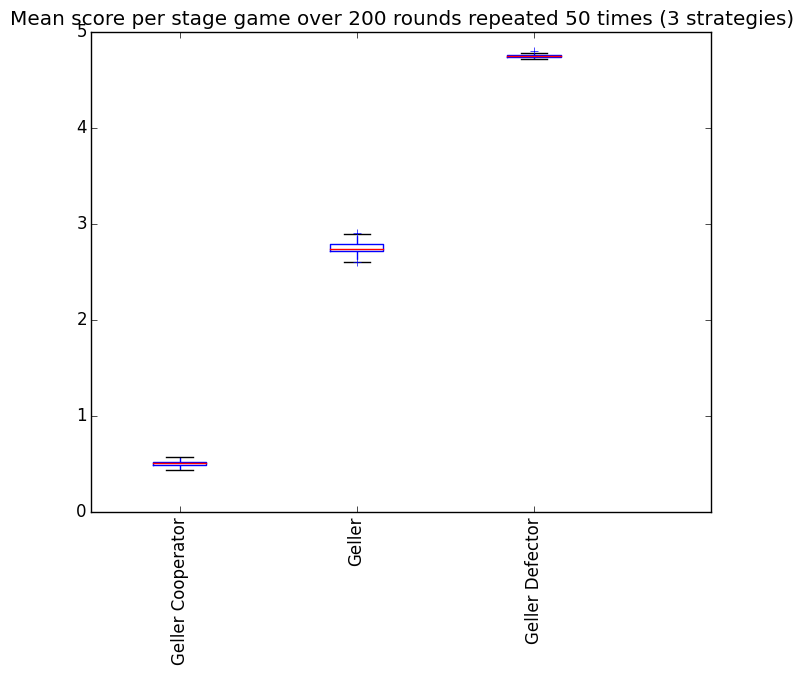 Mean score per stage game over 200 rounds repeated 50 times (3 strategies)
5
4
3
2
1
0
Geller Cooperator
Geller
Geller Defector